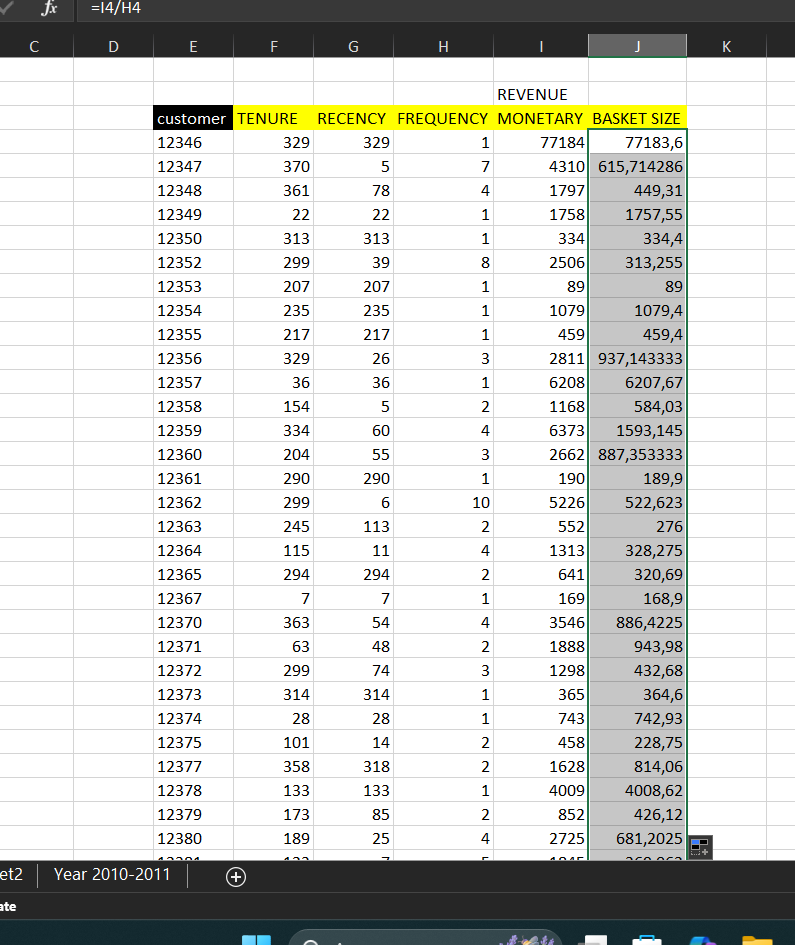 fx =I4/H4
C D E F G H I J K
REVENUE
customer TENURE RECENCY FREQUENCY MONETARY BASKET SIZE
12346 329 329 1 77184 77183,6
12347 370 5 7 4310 615,714286
12348 361 78 4 1797 449,31
12349 22 22 1 1758 1757,55
12350 313 313 1 334 334,4
12352 299 39 8 2506 313,255
12353 207 207 1 89 89
12354 235 235 1 1079 1079,4
12355 217 217 1 459 459,4
12356 329 26 3 2811 937,143333
12357 36 36 1 6208 6207,67
12358 154 5 2 1168 584,03
12359 334 60 4 6373 1593,145
12360 204 55 3 2662 887,353333
12361 290 290 1 190 189,9
12362 299 6 10 5226 522,623
12363 245 113 2 552 276
12364 115 11 4 1313 328,275
12365 294 294 2 641 320,69
12367 7 7 1 169 168,9
12370 363 54 4 3546 886,4225
12371 63 48 2 1888 943,98
12372 299 74 3 1298 432,68
12373 314 314 1 365 364,6
12374 28 28 1 743 742,93
12375 101 14 2 458 228,75
12377 358 318 2 1628 814,06
12378 133 133 1 4009 4008,62
12379 173 85 2 852 426,12
12380 189 25 4 2725 681,2025
et2 Year 2010-2011
ate